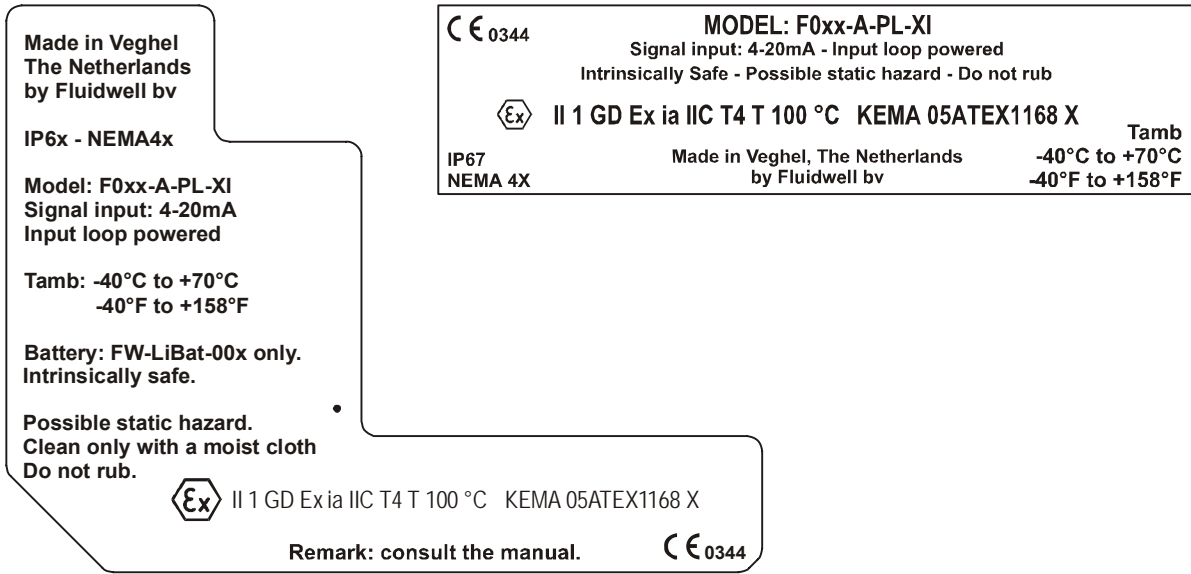 Made in Veghel
The Netherlands
by Fluidwell bv
IP6x - NEMA4x
Model: F0xx-A-PL-XI
Signal input: 4-20mA
Input loop powered
Tamb: -40°C to +70°C
-40°F to +158°F
Battery: FW-LiBat-00x only.
Intrinsically safe.
Possible static hazard.
Clean only with a moist cloth
Do not rub.
Ex II 1 GD Ex ia IIC T4 T 100 °C KEMA 05ATEX1168 X
Remark: consult the manual. CE 0344
CE 0344 MODEL: F0xx-A-PL-XI
Signal input: 4-20mA - Input loop powered
Intrinsically Safe - Possible static hazard - Do not rub
Ex II 1 GD Ex ia IIC T4 T 100 °C KEMA 05ATEX1168 X
Tamb
IP67 Made in Veghel, The Netherlands -40°C to +70°C
NEMA 4X by Fluidwell bv -40°F to +158°F